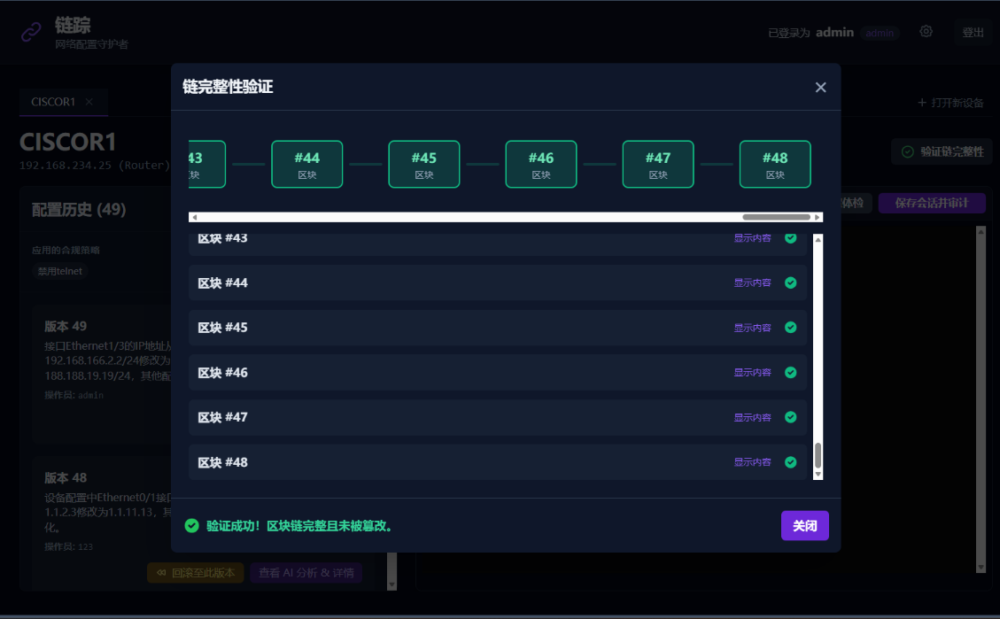 链踪
网络配置守护者
已登录为 admin admin
登出
CISCOR1
打开新设备
CISCOR1
192.168.234.25 (Router)
验证链完整性
配置历史 (49)
体检
保存会话并审计
应用的合规策略
禁用telnet
版本 49
接口Ethernet1/3的IP地址从
192.168.166.2.2/24修改为
188.188.19.19/24，其他配
操作员: admin
版本 48
设备配置中Ethernet0/1接口
1.1.2.3修改为1.1.11.13，其
化。
操作员: 123
回滚至此版本
查看 AI 分析 & 详情
链完整性验证
43
区块
#44
区块
#45
区块
#46
区块
#47
区块
#48
区块
区块 #43 显示内容
区块 #44 显示内容
区块 #45 显示内容
区块 #46 显示内容
区块 #47 显示内容
区块 #48 显示内容
验证成功！区块链完整且未被篡改。
关闭